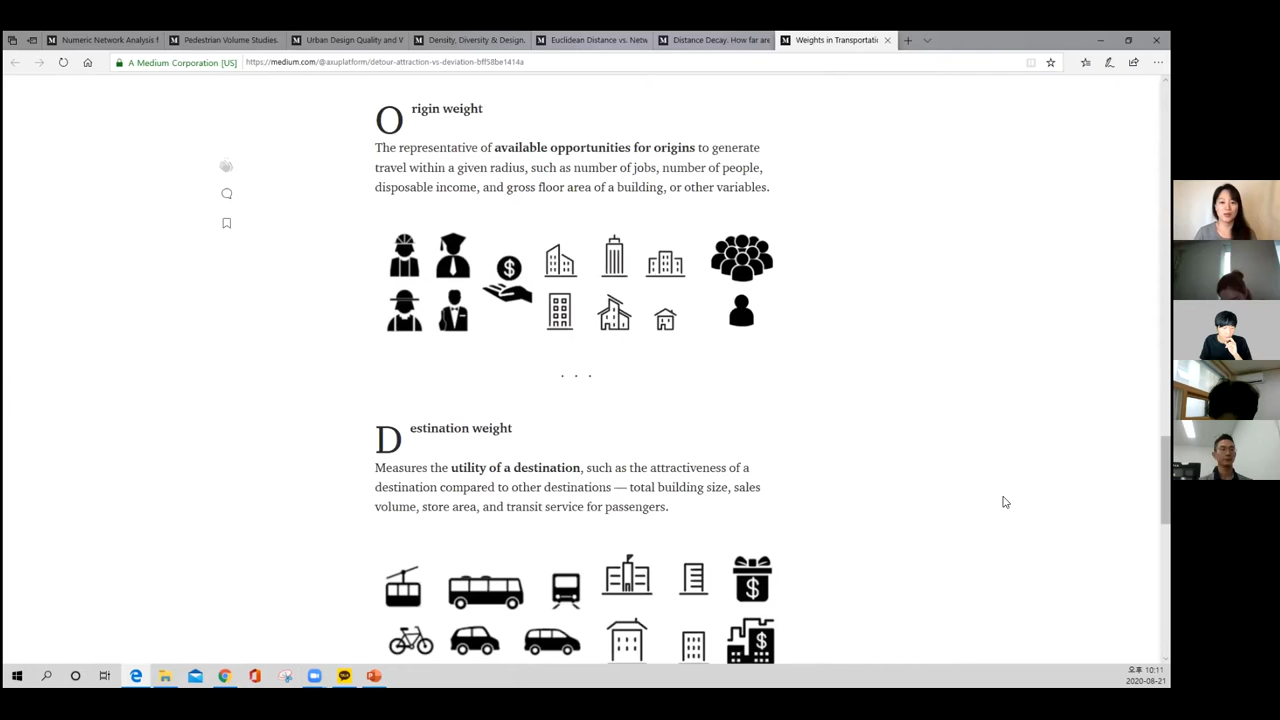 Numeric Network Analysis f
Pedestrian Volume Studies.
Urban Design Quality and V
Density, Diversity & Design.
Euclidean Distance vs. Netw
Distance Decay. How far are
Weights in Transportatic
A Medium Corporation [US]
https://medium.com/@axuplatform/detour-attraction-vs-deviation-bff58be1414a
Origin weight
The representative of available opportunities for origins to generate
travel within a given radius, such as number of jobs, number of people,
disposable income, and gross floor area of a building, or other variables.
. . .
Destination weight
Measures the utility of a destination, such as the attractiveness of a
destination compared to other destinations — total building size, sales
volume, store area, and transit service for passengers.
오후 10:11
2020-08-21